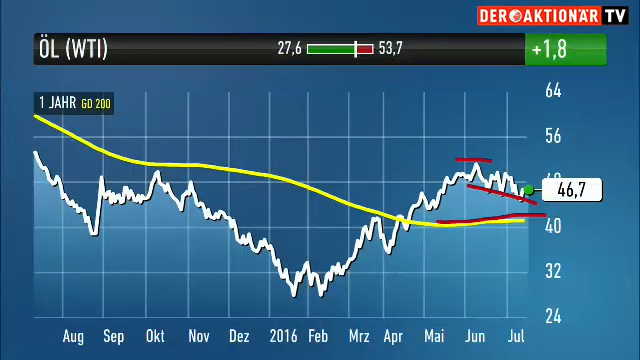 DER AKTIONÄR TV
ÖL (WTI) 27,6 53,7 +1,8
1 JAHR GD 200
64
56
48
46,7
40
32
24
Aug Sep Okt Nov Dez 2016 Feb Mrz Apr Mai Jun Jul